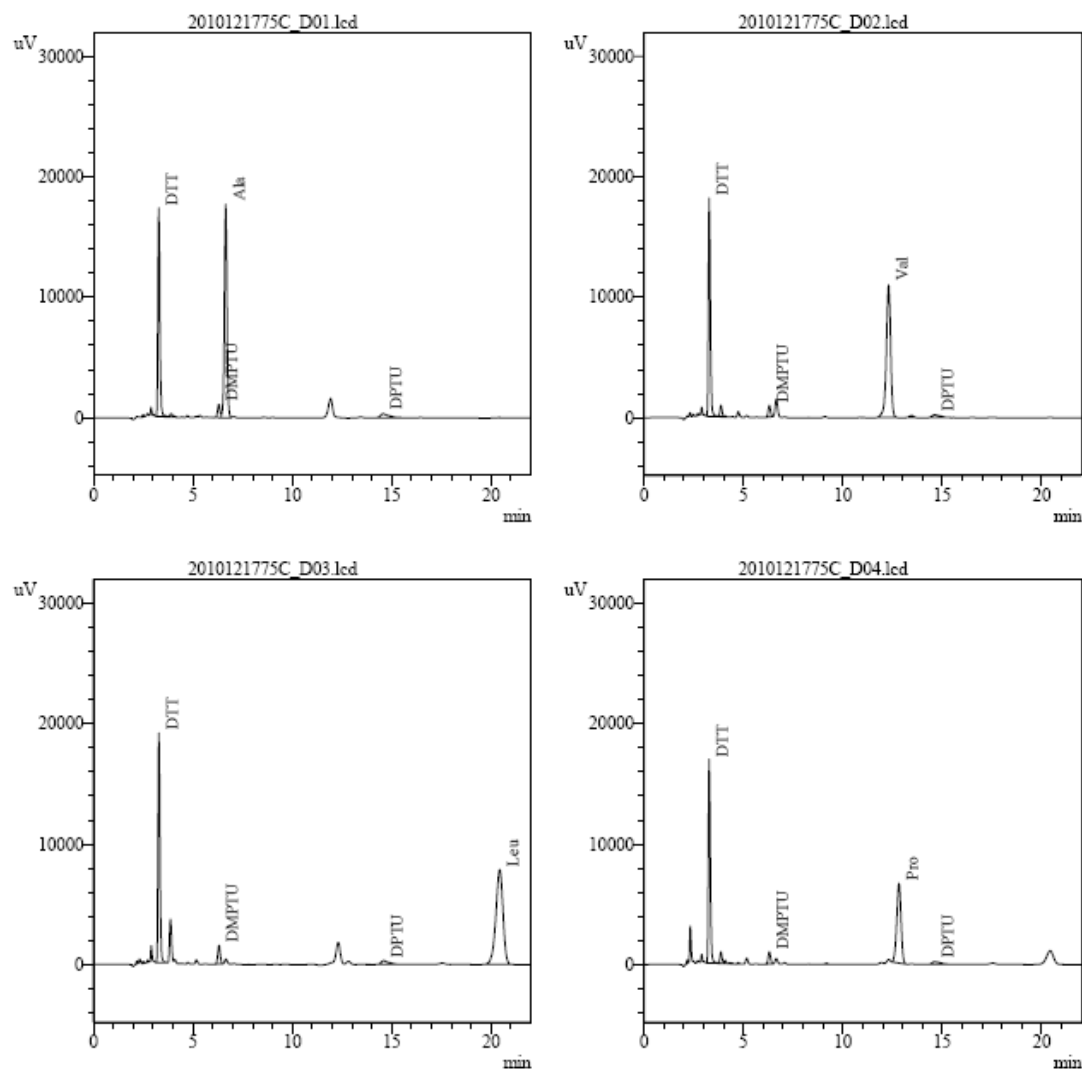 2010121775C_D01.lcd
uV
30000
20000
10000
0
DTT
Ala
DMPTU
DPTU
0 5 10 15 20
min
2010121775C_D02.lcd
uV
30000
20000
10000
0
DTT
DMPTU
Val
DPTU
0 5 10 15 20
min
2010121775C_D03.lcd
uV
30000
20000
10000
0
DTT
DMPTU
DPTU
Leu
0 5 10 15 20
min
2010121775C_D04.lcd
uV
30000
20000
10000
0
DTT
DMPTU
Pro
DPTU
0 5 10 15 20
min